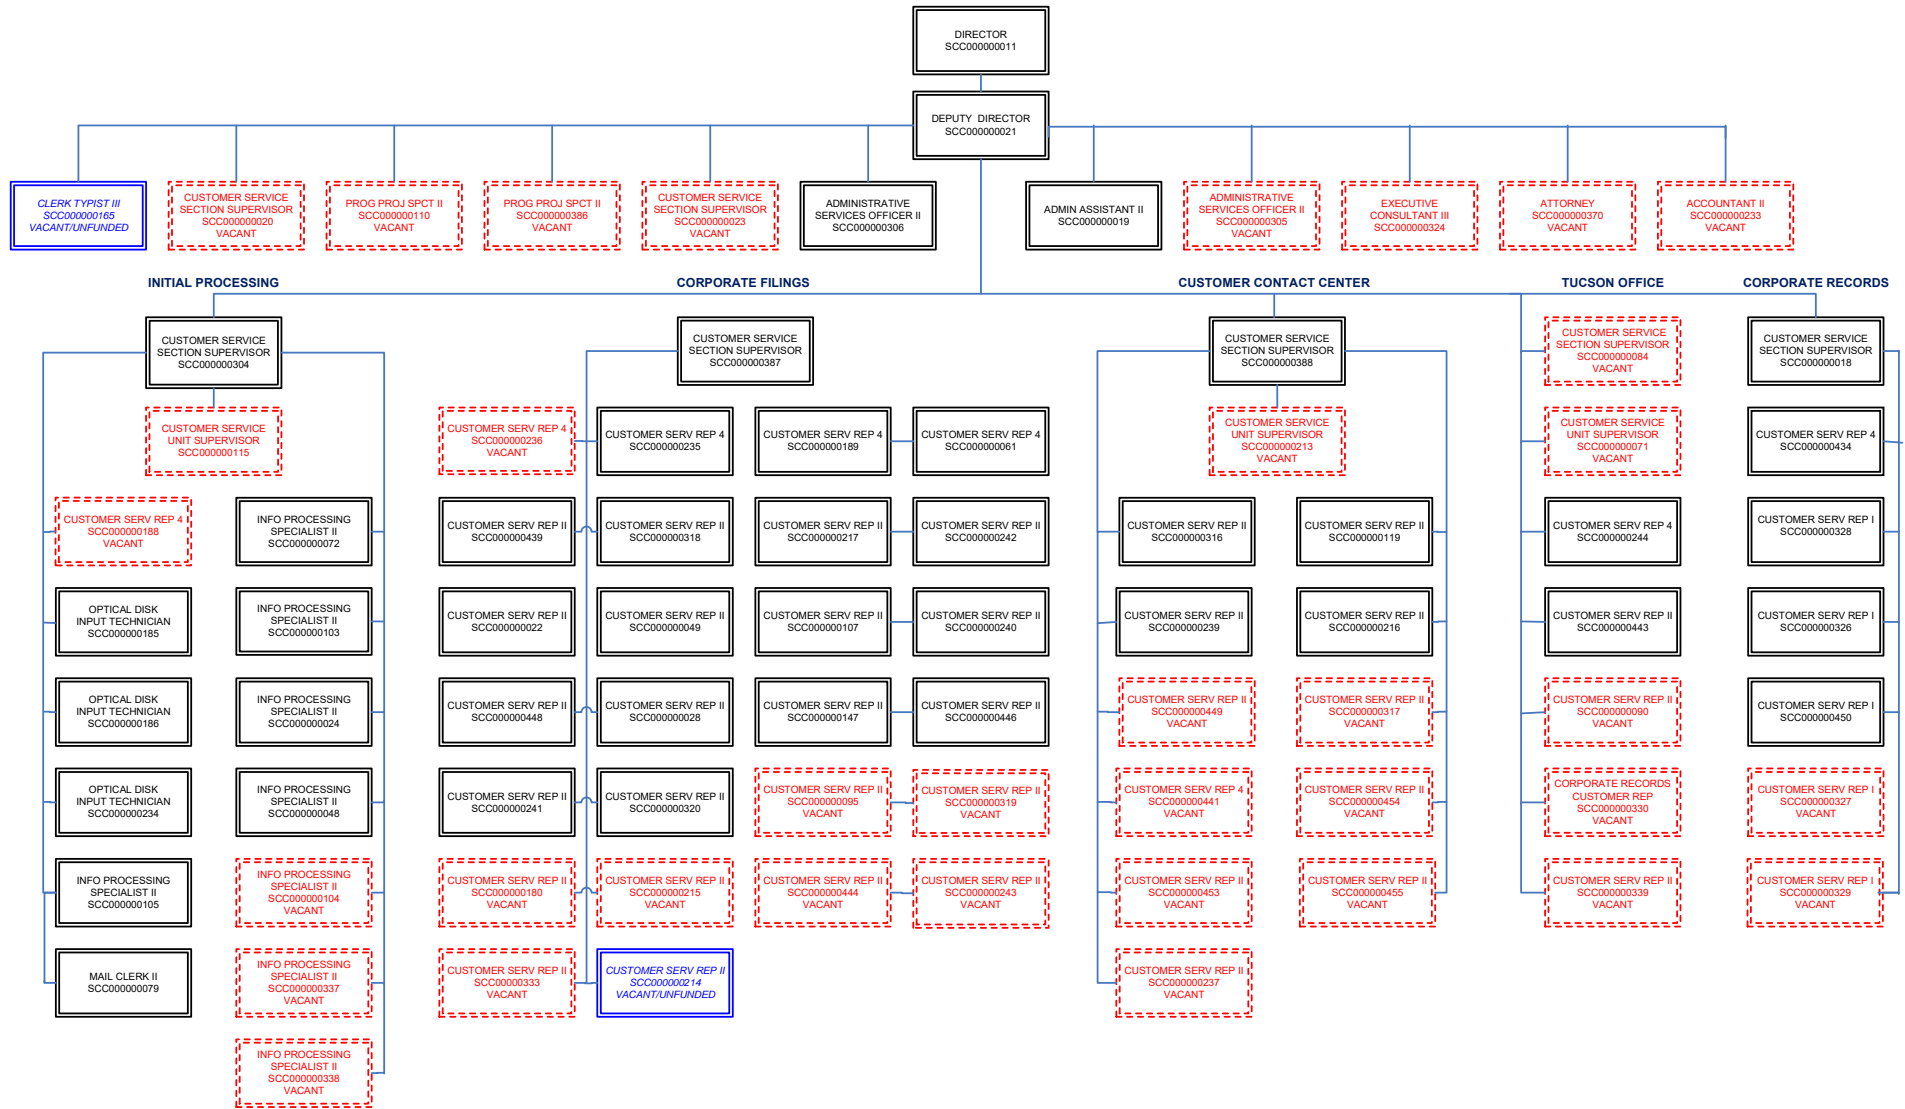 DIRECTOR
SCC000000011
DEPUTY DIRECTOR
SCC000000021
CLERK TYPIST III
SCC000000165
VACANT/UNFUNDED
CUSTOMER SERVICE
SECTION SUPERVISOR
SCC000000020
VACANT
PROG PROJ SPCT II
SCC000000110
VACANT
PROG PROJ SPCT II
SCC000000386
VACANT
CUSTOMER SERVICE
SECTION SUPERVISOR
SCC000000023
VACANT
ADMINISTRATIVE
SERVICES OFFICER II
SCC000000306
ADMIN ASSISTANT II
SCC000000019
ADMINISTRATIVE
SERVICES OFFICER II
SCC000000305
VACANT
EXECUTIVE
CONSULTANT III
SCC000000324
ATTORNEY
SCC000000370
VACANT
ACCOUNTANT II
SCC000000233
VACANT
INITIAL PROCESSING
CUSTOMER SERVICE
SECTION SUPERVISOR
SCC000000304
CUSTOMER SERVICE
UNIT SUPERVISOR
SCC000000115
CUSTOMER SERV REP 4
SCC000000188
VACANT
INFO PROCESSING
SPECIALIST II
SCC000000072
OPTICAL DISK
INPUT TECHNICIAN
SCC000000185
INFO PROCESSING
SPECIALIST II
SCC000000103
OPTICAL DISK
INPUT TECHNICIAN
SCC000000186
INFO PROCESSING
SPECIALIST II
SCC000000024
OPTICAL DISK
INPUT TECHNICIAN
SCC000000234
INFO PROCESSING
SPECIALIST II
SCC000000048
INFO PROCESSING
SPECIALIST II
SCC000000105
INFO PROCESSING
SPECIALIST II
SCC000000104
VACANT
MAIL CLERK II
SCC000000079
INFO PROCESSING
SPECIALIST II
SCC000000337
VACANT
INFO PROCESSING
SPECIALIST II
SCC000000338
VACANT
CORPORATE FILINGS
CUSTOMER SERVICE
SECTION SUPERVISOR
SCC000000387
CUSTOMER SERV REP 4
SCC000000236
VACANT
CUSTOMER SERV REP 4
SCC000000235
CUSTOMER SERV REP 4
SCC000000189
CUSTOMER SERV REP 4
SCC000000061
CUSTOMER SERV REP II
SCC000000439
CUSTOMER SERV REP II
SCC000000318
CUSTOMER SERV REP II
SCC000000217
CUSTOMER SERV REP II
SCC000000242
CUSTOMER SERV REP II
SCC000000022
CUSTOMER SERV REP II
SCC000000049
CUSTOMER SERV REP II
SCC000000107
CUSTOMER SERV REP II
SCC000000240
CUSTOMER SERV REP II
SCC000000448
CUSTOMER SERV REP II
SCC000000028
CUSTOMER SERV REP II
SCC000000147
CUSTOMER SERV REP II
SCC000000446
CUSTOMER SERV REP II
SCC000000241
CUSTOMER SERV REP II
SCC000000320
CUSTOMER SERV REP II
SCC000000095
VACANT
CUSTOMER SERV REP II
SCC000000319
VACANT
CUSTOMER SERV REP II
SCC000000180
VACANT
CUSTOMER SERV REP II
SCC000000215
VACANT
CUSTOMER SERV REP II
SCC000000444
VACANT
CUSTOMER SERV REP II
SCC000000243
VACANT
CUSTOMER SERV REP II
SCC000000333
VACANT
CUSTOMER SERV REP II
SCC000000214
VACANT/UNFUNDED
CUSTOMER CONTACT CENTER
CUSTOMER SERVICE
SECTION SUPERVISOR
SCC000000388
CUSTOMER SERVICE
UNIT SUPERVISOR
SCC000000213
VACANT
CUSTOMER SERV REP II
SCC000000316
CUSTOMER SERV REP II
SCC000000119
CUSTOMER SERV REP II
SCC000000239
CUSTOMER SERV REP II
SCC000000216
CUSTOMER SERV REP II
SCC000000449
VACANT
CUSTOMER SERV REP II
SCC000000317
VACANT
CUSTOMER SERV REP 4
SCC000000441
VACANT
CUSTOMER SERV REP II
SCC000000454
VACANT
CUSTOMER SERV REP II
SCC000000453
VACANT
CUSTOMER SERV REP II
SCC000000455
VACANT
CUSTOMER SERV REP II
SCC000000237
VACANT
TUCSON OFFICE
CUSTOMER SERVICE
SECTION SUPERVISOR
SCC000000084
VACANT
CUSTOMER SERVICE
UNIT SUPERVISOR
SCC000000071
VACANT
CUSTOMER SERV REP 4
SCC000000244
CUSTOMER SERV REP II
SCC000000443
CUSTOMER SERV REP II
SCC000000090
VACANT
CORPORATE RECORDS
CUSTOMER REP
SCC000000330
VACANT
CUSTOMER SERV REP II
SCC000000339
VACANT
CORPORATE RECORDS
CUSTOMER SERVICE
SECTION SUPERVISOR
SCC000000018
CUSTOMER SERV REP 4
SCC000000434
CUSTOMER SERV REP I
SCC000000328
CUSTOMER SERV REP I
SCC000000326
CUSTOMER SERV REP I
SCC000000450
CUSTOMER SERV REP I
SCC000000327
VACANT
CUSTOMER SERV REP I
SCC000000329
VACANT